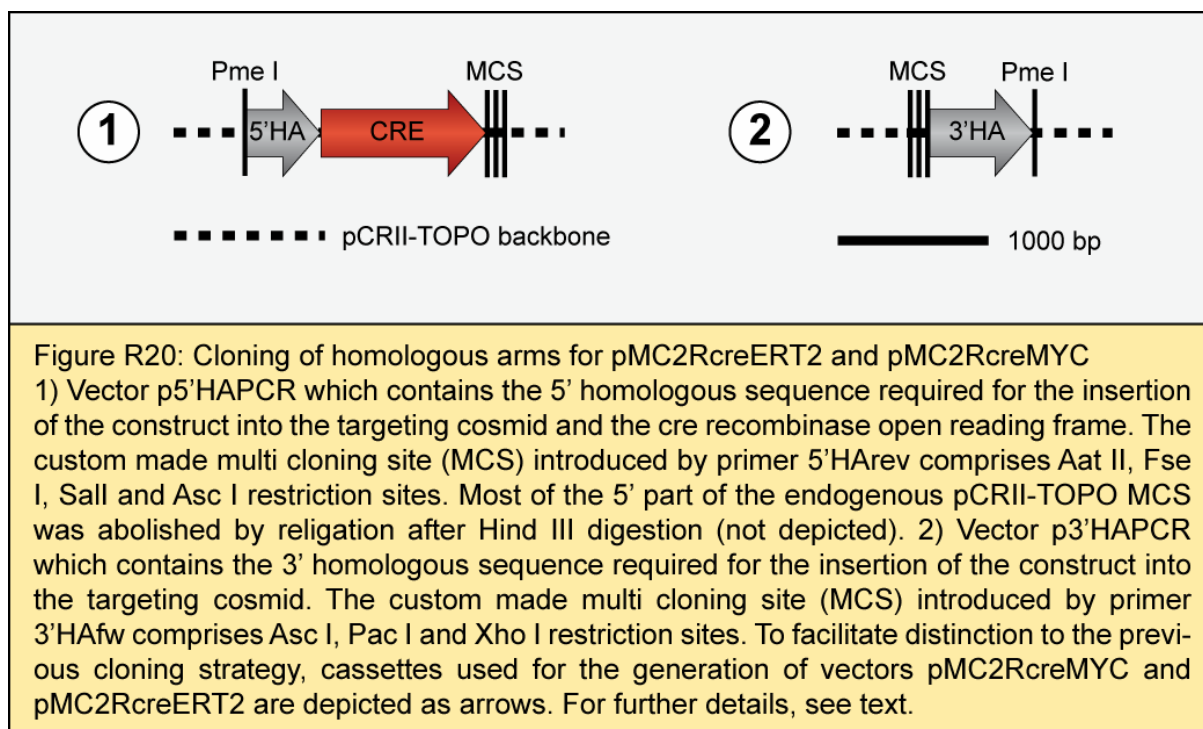 Pme I
MCS
1
5'HA
CRE
pCRII-TOPO backbone
MCS
Pme I
2
3'HA
1000 bp
Figure R20: Cloning of homologous arms for pMC2RcreERT2 and pMC2RcreMYC
1) Vector p5'HAPCR which contains the 5' homologous sequence required for the insertion
of the construct into the targeting cosmid and the cre recombinase open reading frame. The
custom made multi cloning site (MCS) introduced by primer 5'HArev comprises Aat II, Fse
I, SalI and Asc I restriction sites. Most of the 5' part of the endogenous pCRII-TOPO MCS
was abolished by religation after Hind III digestion (not depicted). 2) Vector p3'HAPCR
which contains the 3' homologous sequence required for the insertion of the construct into
the targeting cosmid. The custom made multi cloning site (MCS) introduced by primer
3'HAfw comprises Asc I, Pac I and Xho I restriction sites. To facilitate distinction to the previ-
ous cloning strategy, cassettes used for the generation of vectors pMC2RcreMYC and
pMC2RcreERT2 are depicted as arrows. For further details, see text.